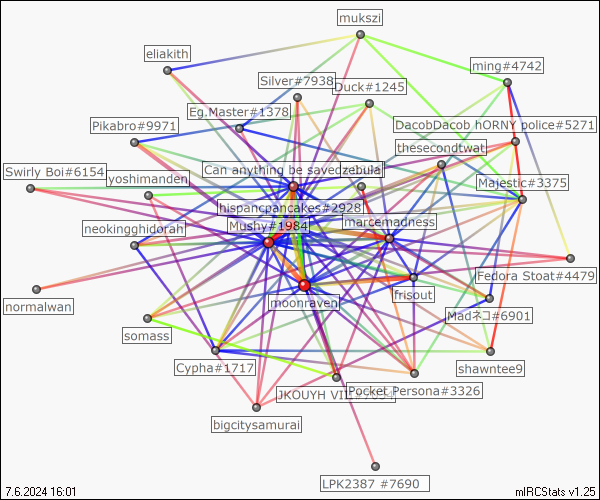 mukszi
eliakith
ming#4742
Silver#7938
Duck#1245
Eg.Master#1378
Pikabro#9971
DacobDacob hORNY police#5271
thesecondtwat
Swirly Boi#6154
yoshimanden
Can anything be saved
zebulla
Majestic#3375
hispancpancakes#2928
Mushy#1984
marcemadness
neokingghidorah
Fedora Stoat#4479
normalwan
moonraven
frisout
Madネコ#6901
somass
Cypha#1717
shawntee9
JKOUYH VII
Pocket Persona#3326
bigcitysamurai
LPK2387 #7690
7.6.2024 16:01
mIRCStats v1.25